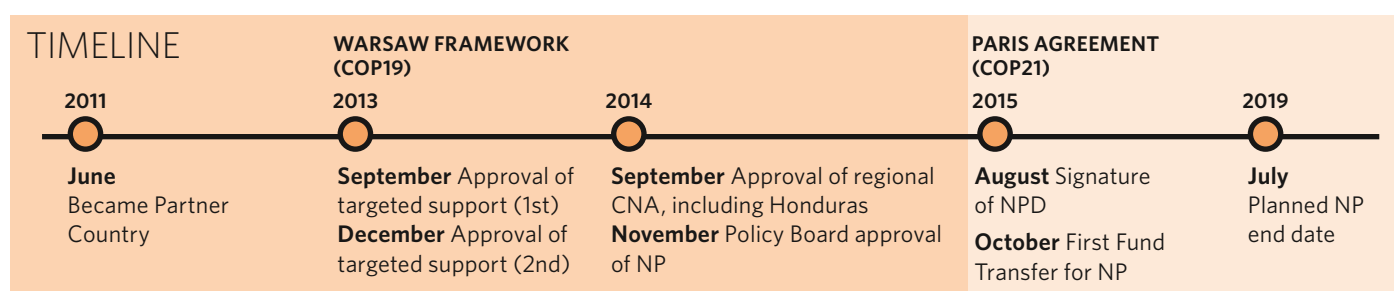 TIMELINE
WARSAW FRAMEWORK
(COP19)
PARIS AGREEMENT
(COP21)
2011
June
Became Partner
Country
2013
September Approval of
targeted support (1st)
December Approval of
targeted support (2nd)
2014
September Approval of regional
CNA, including Honduras
November Policy Board approval
of NP
2015
August Signature
of NPD
October First Fund
Transfer for NP
2019
July
Planned NP
end date